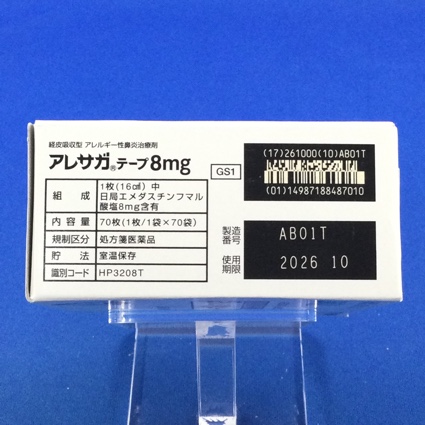 経皮吸収型 アレルギー性鼻炎治療剤
アレサガ®テープ8mg
GS1
(17)261000(10)AB01T
(01)14987188487010
組成 1枚(16㎠)中
日局エメダスチンフマル
酸塩8mg含有
内容量 70枚(1枚/1袋×70袋)
規制区分 処方箋医薬品
貯法 室温保存
識別コード HP3208T
製造
番号 AB01T
使用
期限 2026 10